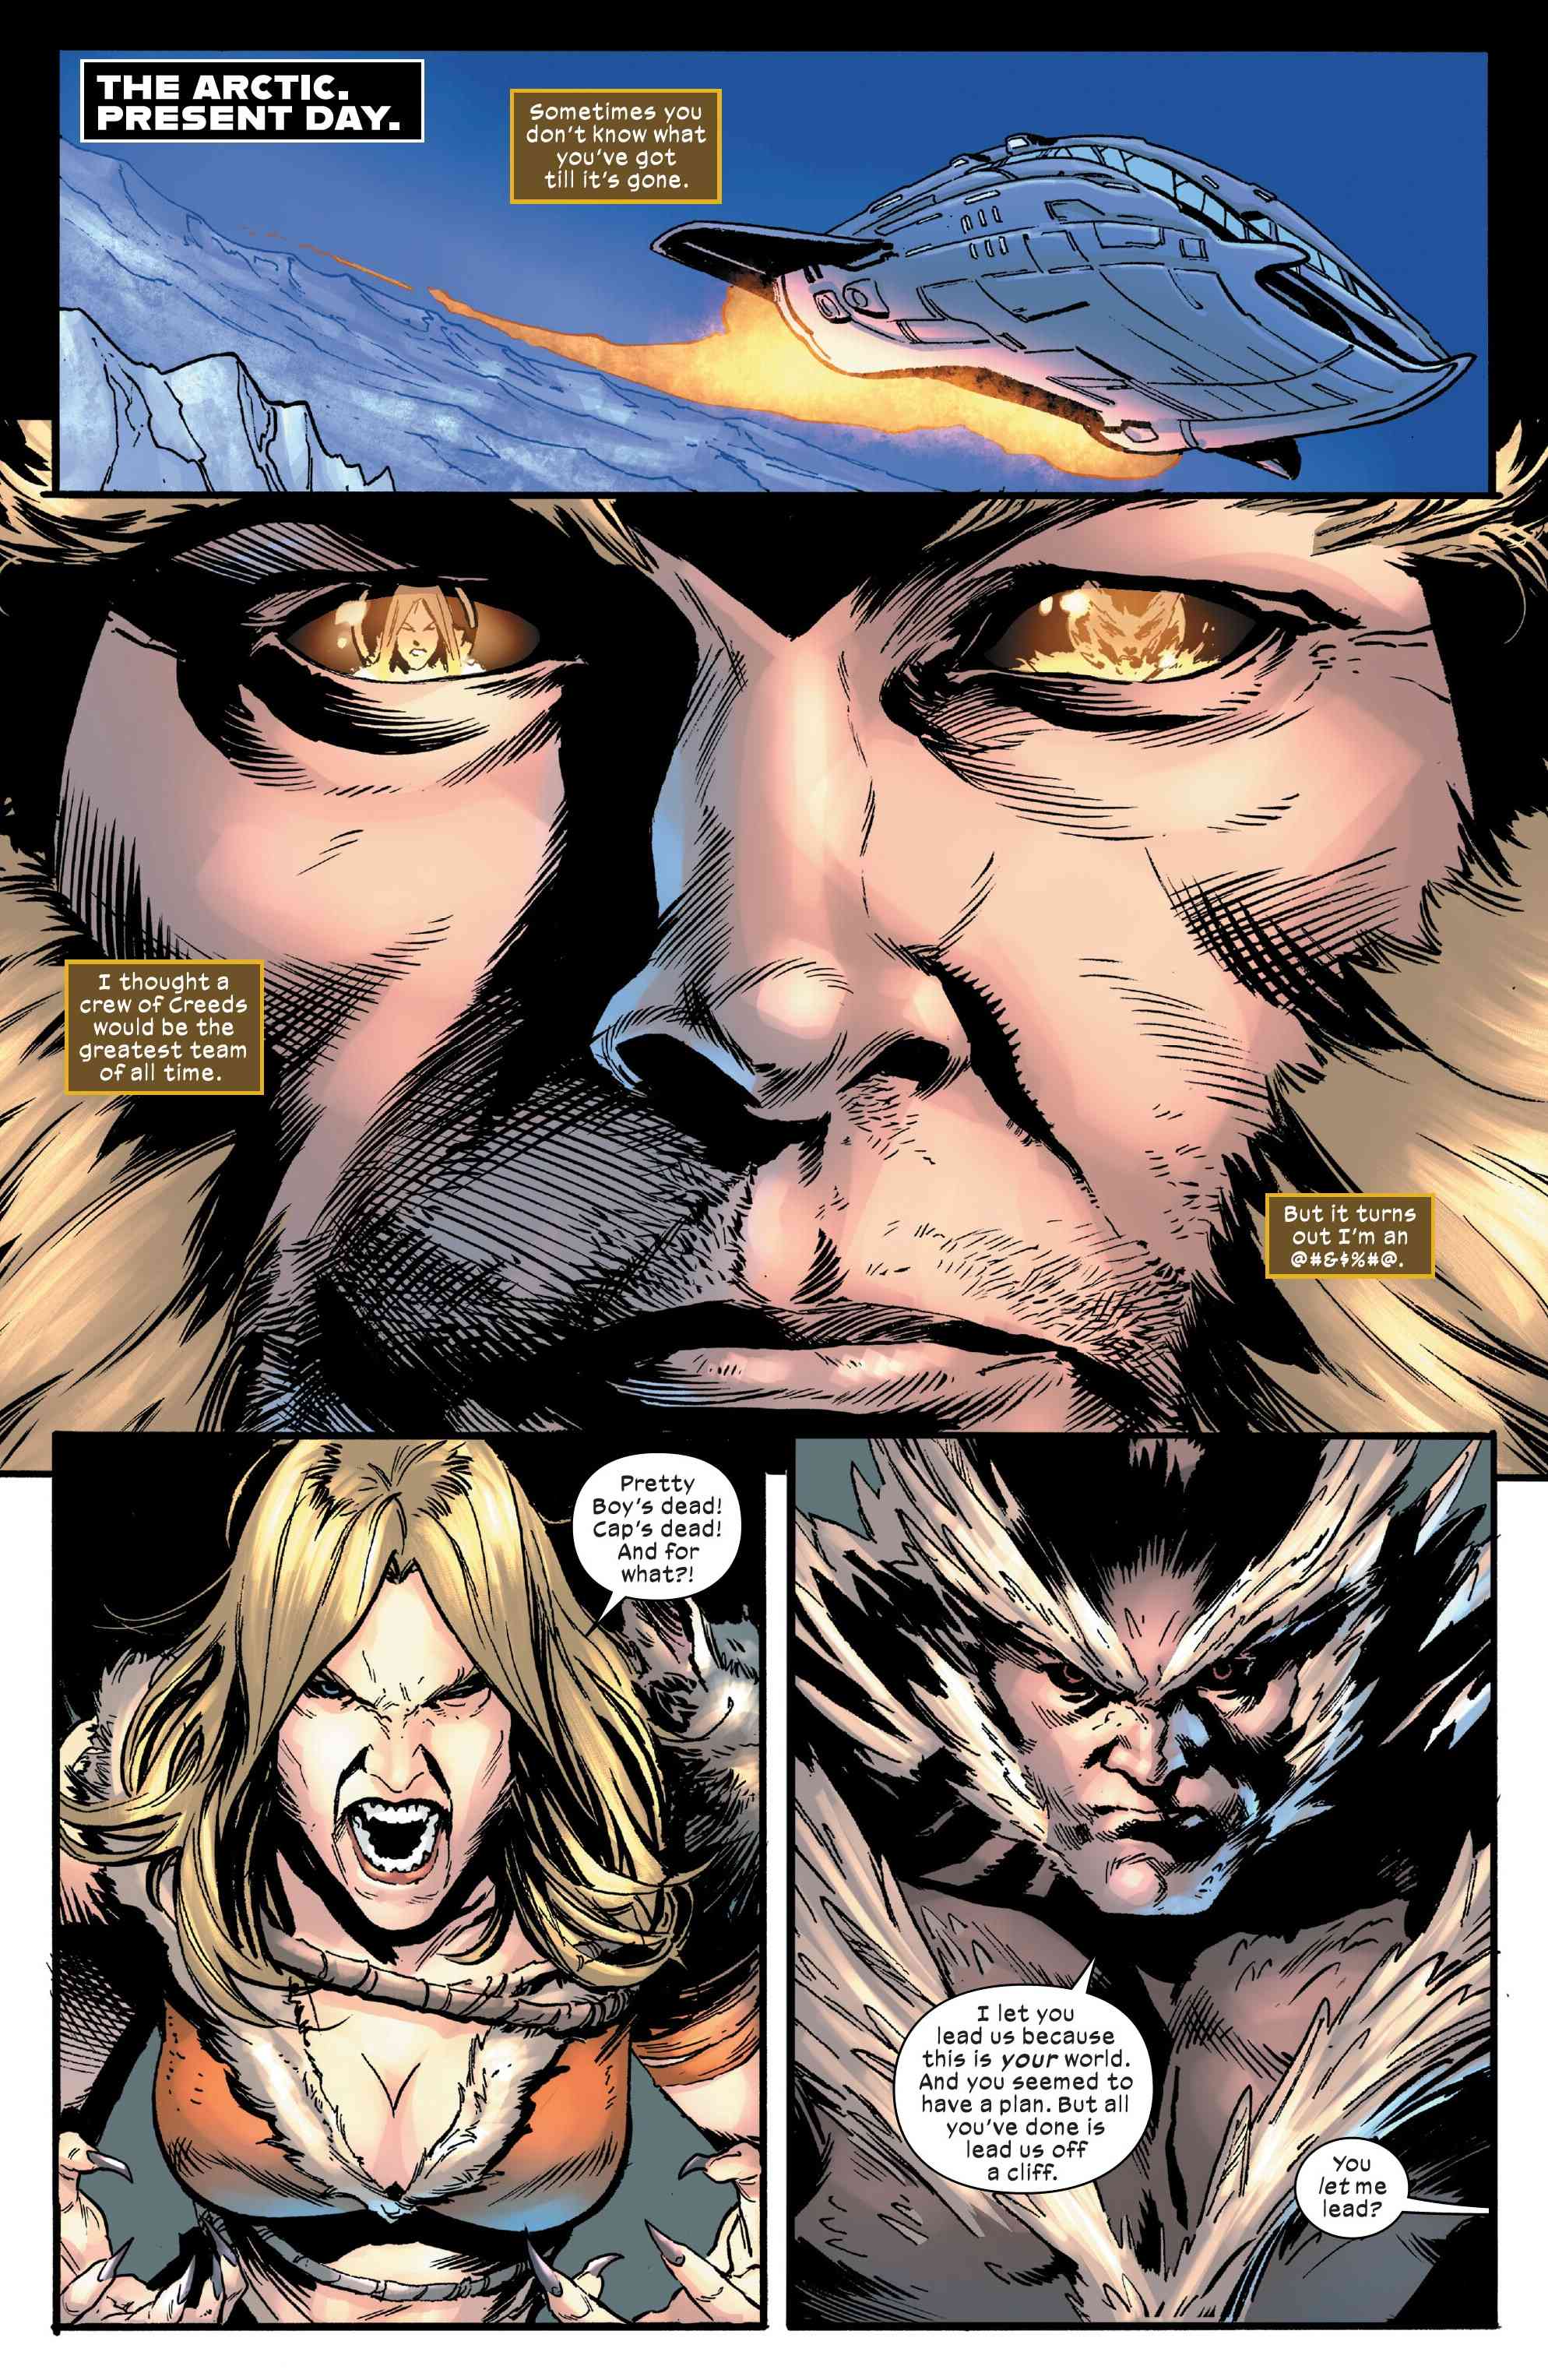 THE ARCTIC.
PRESENT DAY.
Sometimes you
don't know what
you've got
till it's gone.
I thought a
crew of Creeds
would be the
greatest team
of all time.
But it turns
out I'm an
@#&$%#@.
Pretty
Boy's dead!
Cap's dead!
And for
what?!
I let you
lead us because
this is your world.
And you seemed to
have a plan. But all
you've done is
lead us off
a cliff.
You
let me
lead?